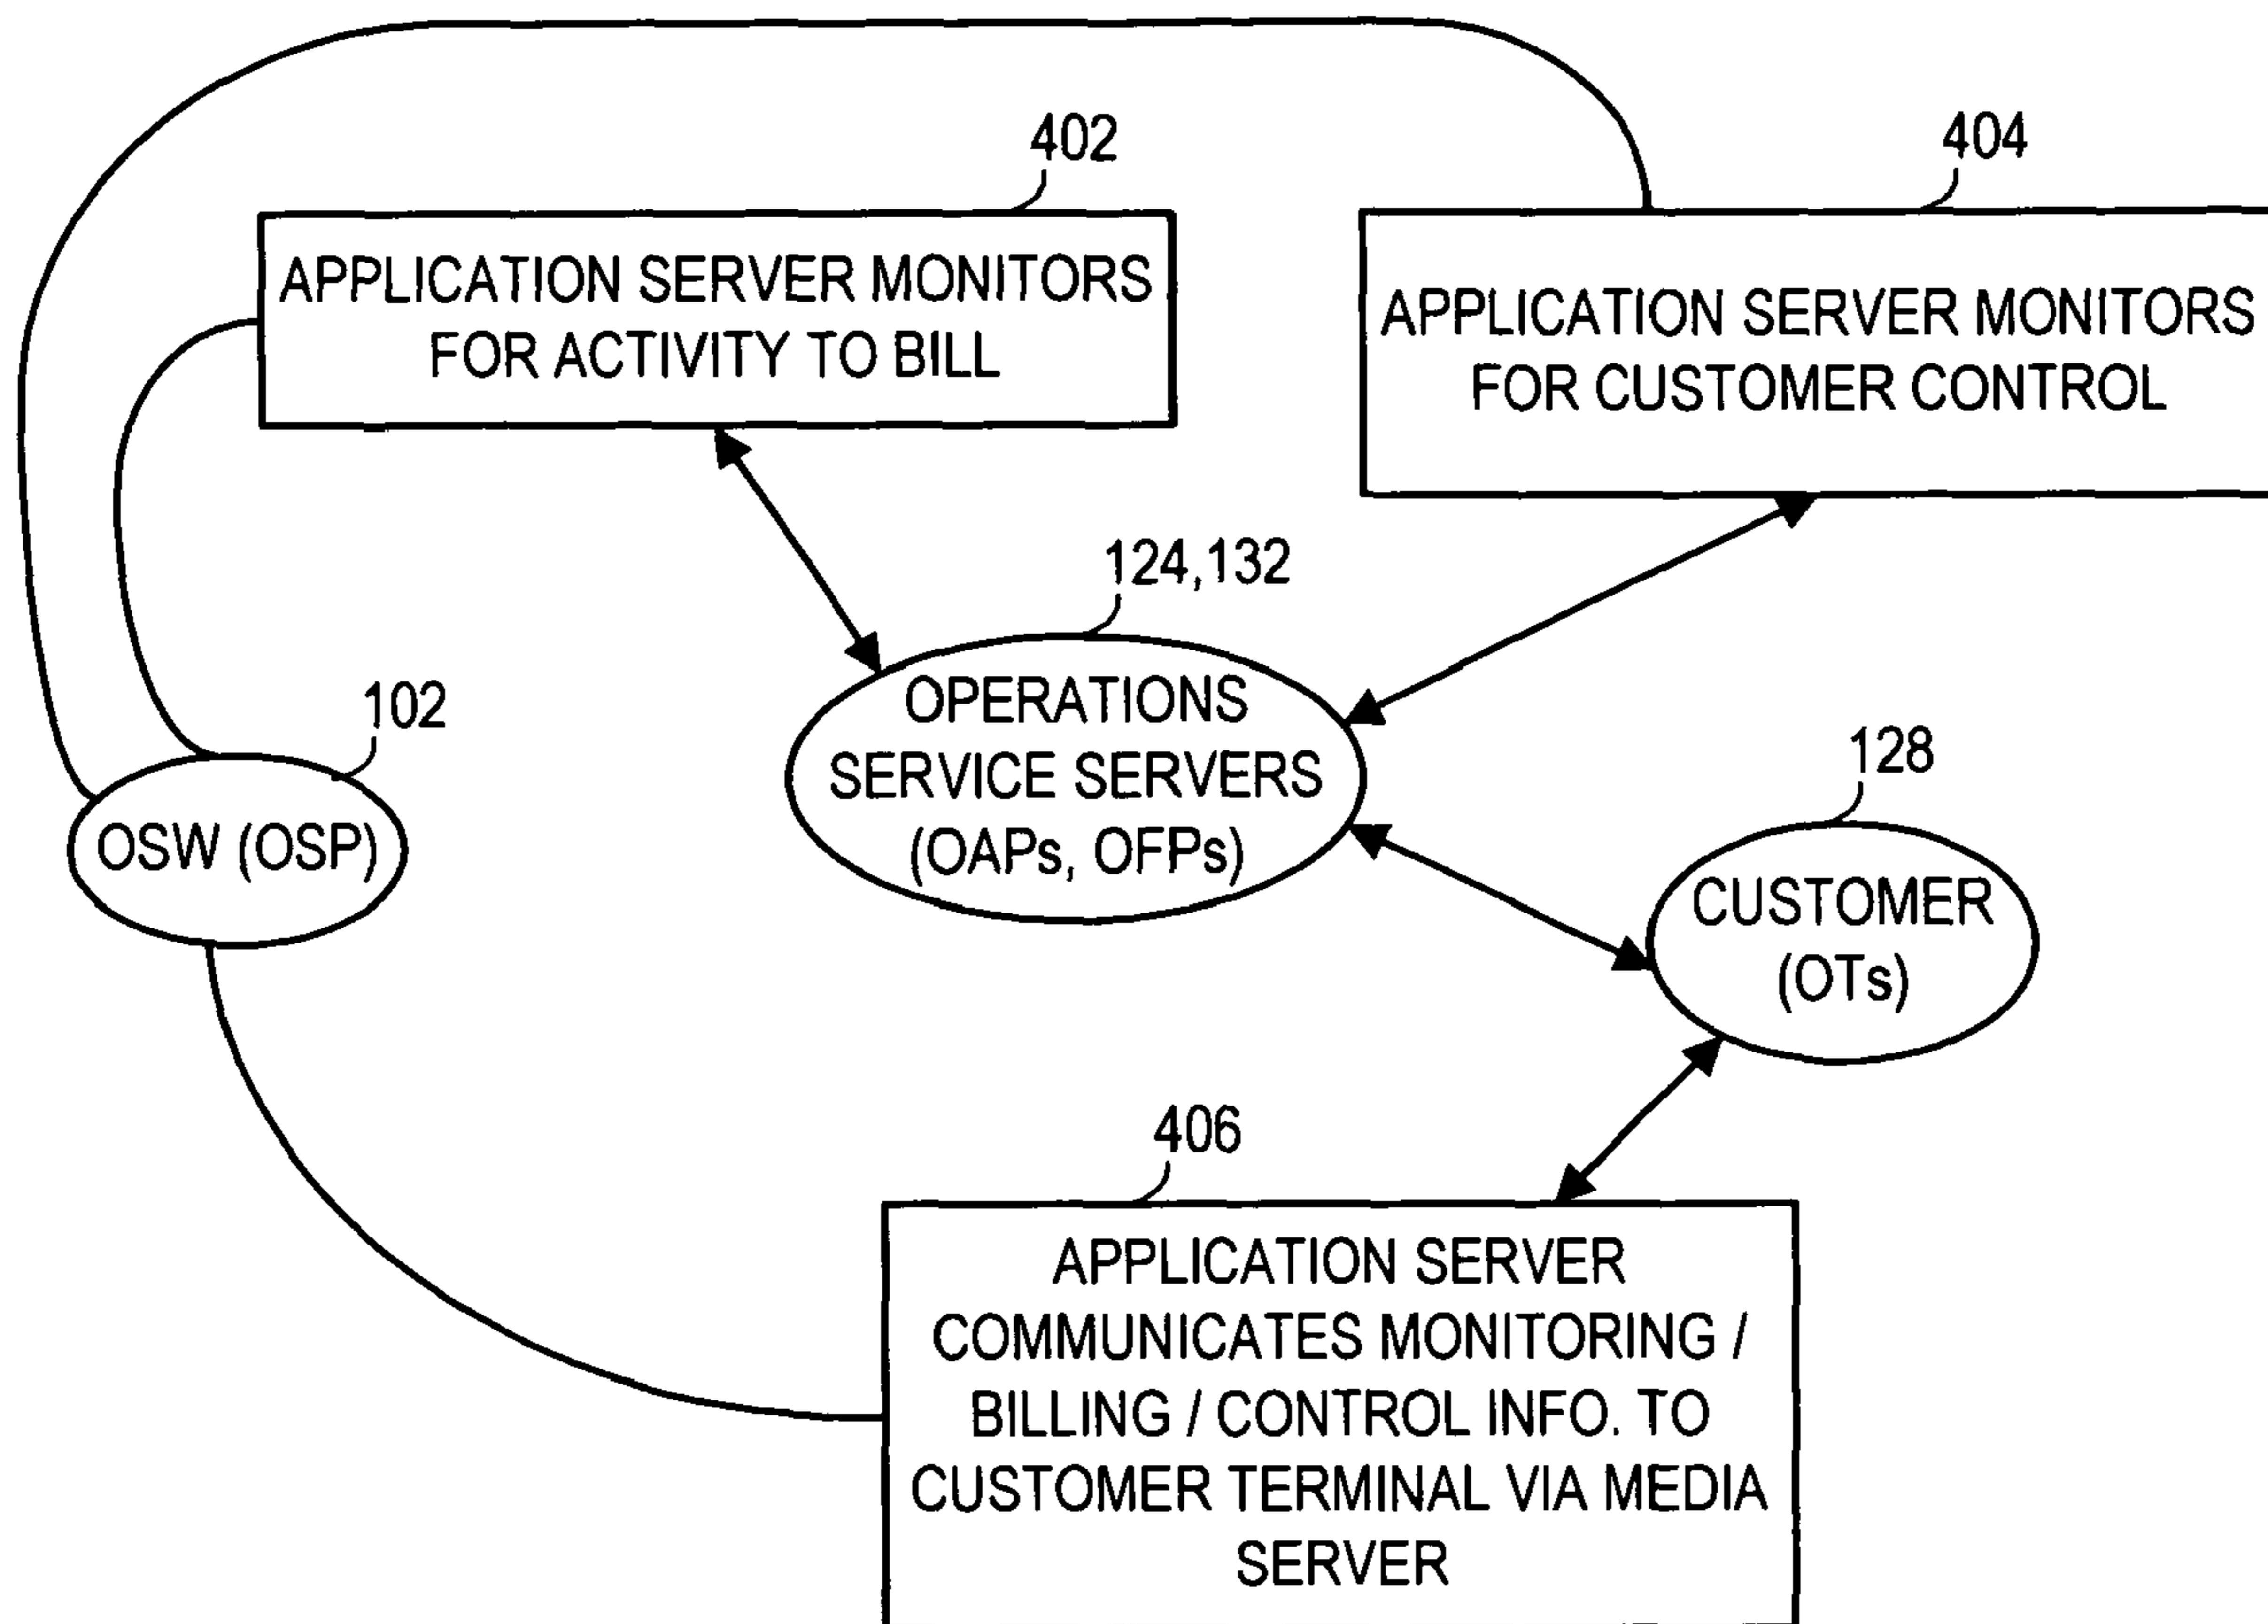 402
APPLICATION SERVER MONITORS
FOR ACTIVITY TO BILL
404
APPLICATION SERVER MONITORS
FOR CUSTOMER CONTROL
124,132
OPERATIONS
SERVICE SERVERS
(OAPs, OFPs)
102
OSW (OSP)
128
CUSTOMER
(OTs)
406
APPLICATION SERVER
COMMUNICATES MONITORING /
BILLING / CONTROL INFO. TO
CUSTOMER TERMINAL VIA MEDIA
SERVER